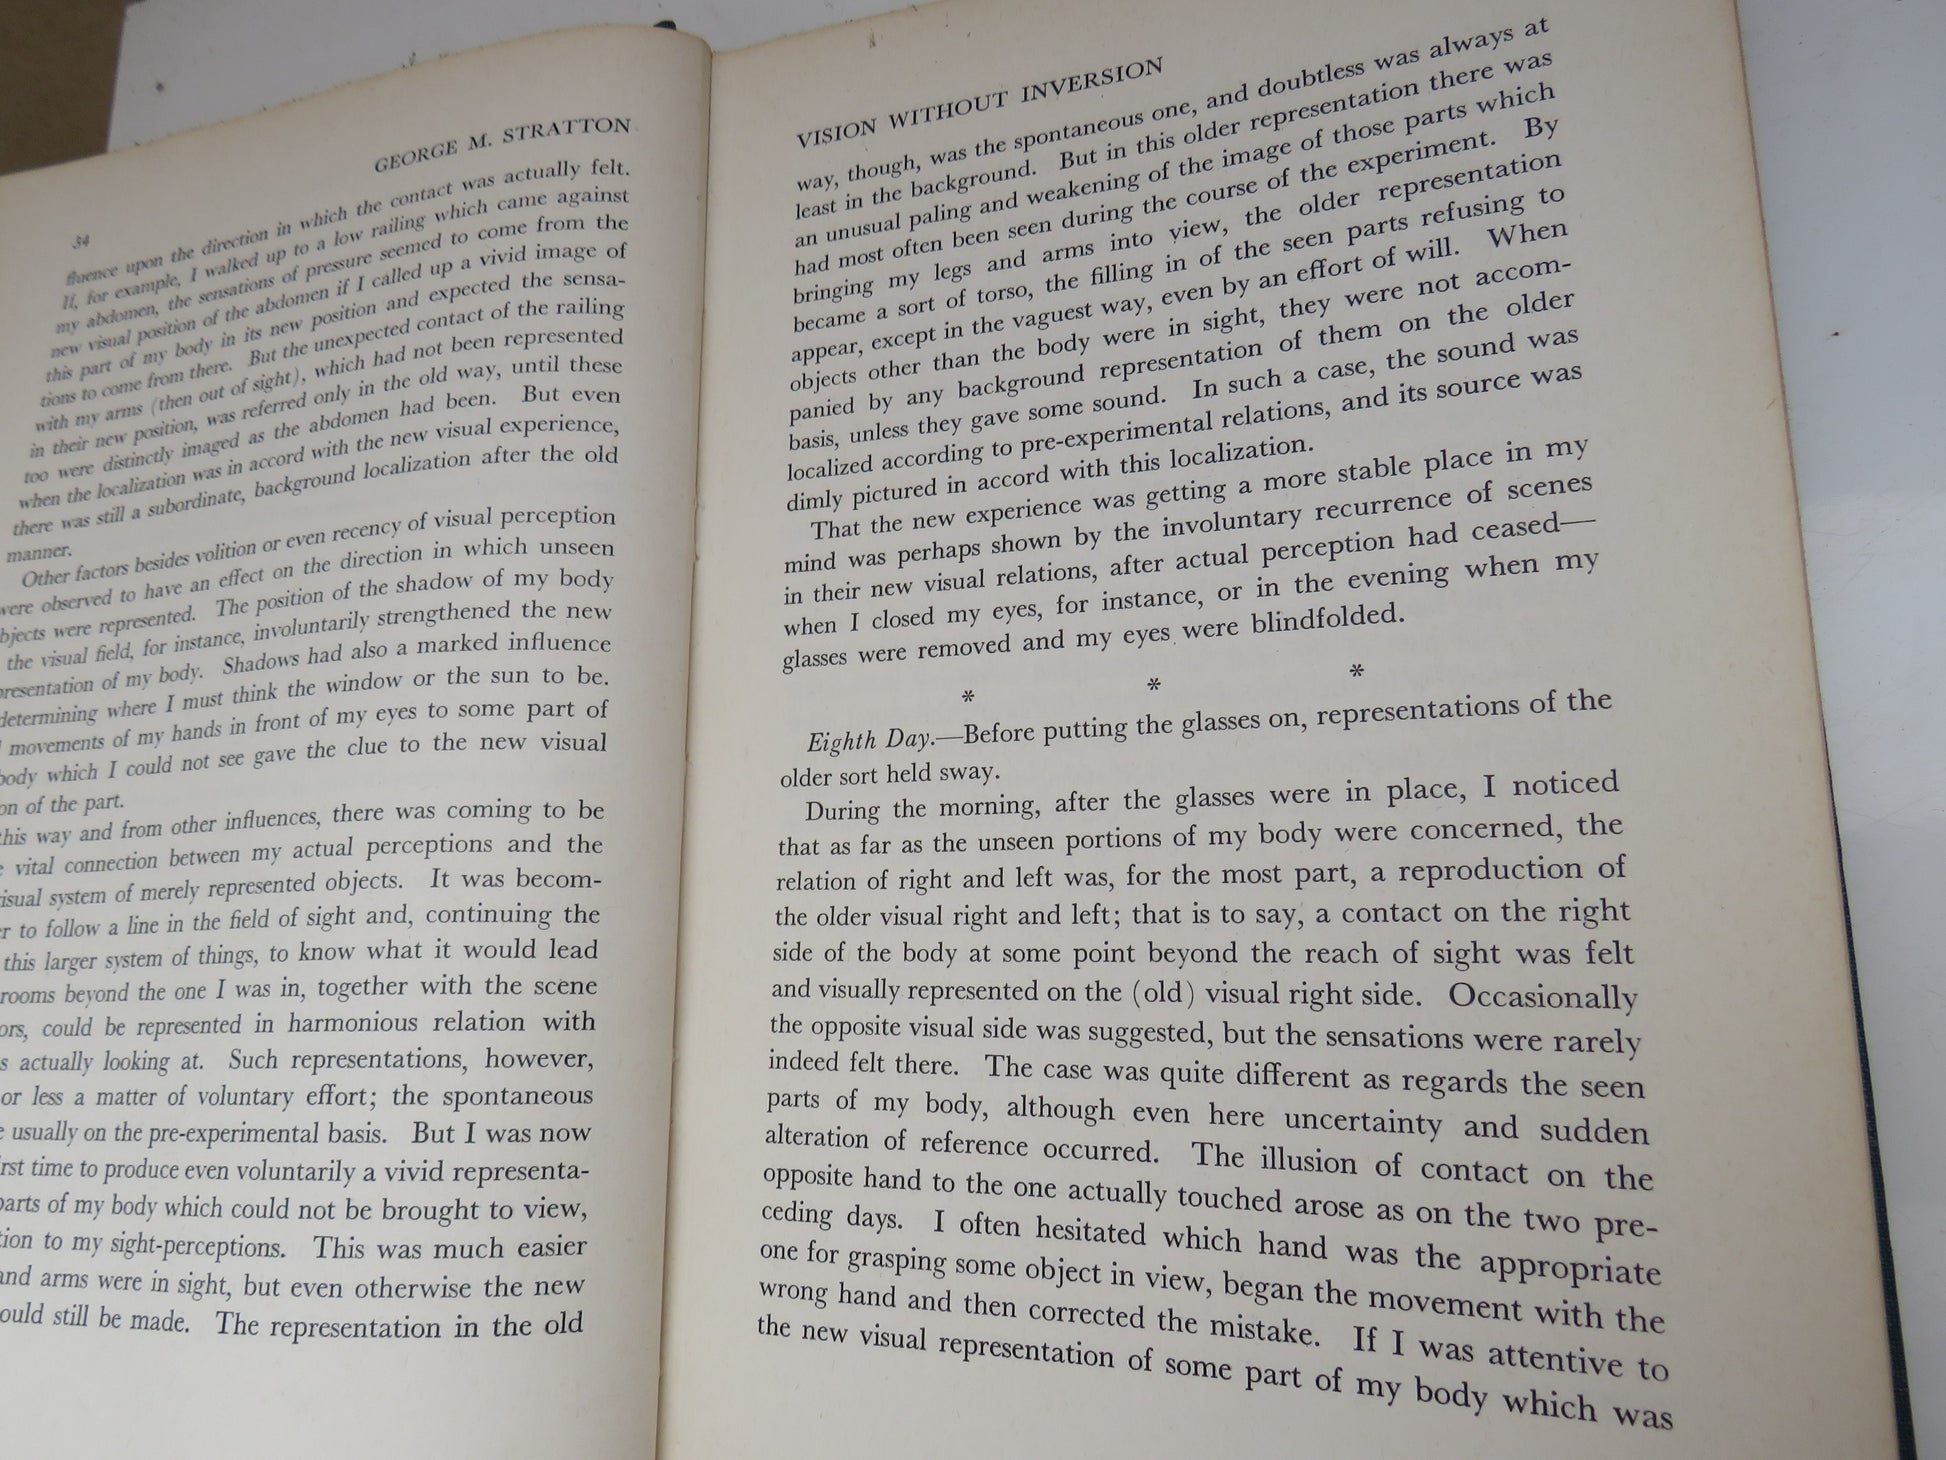 34
GEORGE M. STRATTON
fluence upon the direction in which the contact was actually felt.
If, for example, I walked up to a low railing which came against
my abdomen, the sensations of pressure seemed to come from the
new visual position of the abdomen if I called up a vivid image of
this part of my body in its new position and expected the sensa-
tions to come from there. But the unexpected contact of the railing
with my arms (then out of sight), which had not been represented
in their new position, was referred only in the old way, until these
too were distinctly imaged as the abdomen had been. But even
when the localization was in accord with the new visual experience,
there was still a subordinate, background localization after the old
manner.
Other factors besides volition or even recency of visual perception
were observed to have an effect on the direction in which unseen
bjects were represented. The position of the shadow of my body
the visual field, for instance, involuntarily strengthened the new
presentation of my body. Shadows had also a marked influence
determining where I must think the window or the sun to be.
movements of my hands in front of my eyes to some part of
body which I could not see gave the clue to the new visual
on of the part.
this way and from other influences, there was coming to be
vital connection between my actual perceptions and the
isual system of merely represented objects. It was becom-
r to follow a line in the field of sight and, continuing the
this larger system of things, to know what it would lead
rooms beyond the one I was in, together with the scene
ors, could be represented in harmonious relation with
s actually looking at. Such representations, however,
or less a matter of voluntary effort; the spontaneous
e usually on the pre-experimental basis. But I was now
irst time to produce even voluntarily a vivid representa-
parts of my body which could not be brought to view,
tion to my sight-perceptions. This was much easier
and arms were in sight, but even otherwise the new
ould still be made. The representation in the old
VISION WITHOUT INVERSION
way, though, was the spontaneous one, and doubtless was always at
least in the background. But in this older representation there was
an unusual paling and weakening of the image of those parts which
had most often been seen during the course of the experiment. By
bringing my legs and arms into view, the older representation
became a sort of torso, the filling in of the seen parts refusing to
appear, except in the vaguest way, even by an effort of will. When
objects other than the body were in sight, they were not accom-
panied by any background representation of them on the older
basis, unless they gave some sound. In such a case, the sound was
localized according to pre-experimental relations, and its source was
dimly pictured in accord with this localization.
That the new experience was getting a more stable place in my
mind was perhaps shown by the involuntary recurrence of scenes
in their new visual relations, after actual perception had ceased—
when I closed my eyes, for instance, or in the evening when my
glasses were removed and my eyes were blindfolded.
* * *
Eighth Day.—Before putting the glasses on, representations of the
older sort held sway.
During the morning, after the glasses were in place, I noticed
that as far as the unseen portions of my body were concerned, the
relation of right and left was, for the most part, a reproduction of
the older visual right and left; that is to say, a contact on the right
side of the body at some point beyond the reach of sight was felt
and visually represented on the (old) visual right side. Occasionally
the opposite visual side was suggested, but the sensations were rarely
indeed felt there. The case was quite different as regards the seen
parts of my body, although even here uncertainty and sudden
alteration of reference occurred. The illusion of contact on the
opposite hand to the one actually touched arose as on the two pre-
ceding days. I often hesitated which hand was the appropriate
one for grasping some object in view, began the movement with the
wrong hand and then corrected the mistake. If I was attentive to
the new visual representation of some part of my body which was